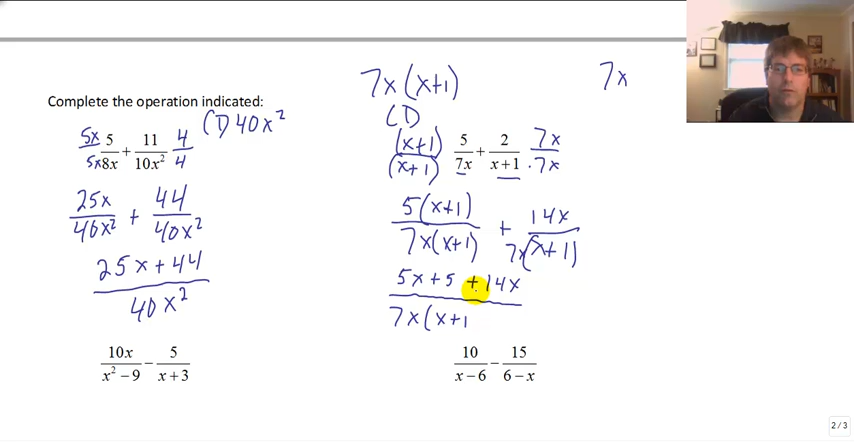 Complete the operation indicated:
5x/5x 5/8x + 11/10x² 4/4 CD 40x²
25x/40x² + 44/40x²
25x + 44 / 40x²
10x/x² − 9 − 5/x + 3
7x(x+1) 7x
CD
(x+1)/(x+1) 5/7x + 2/x + 1 · 7x/7x
5(x+1)/7x(x+1) + 14x/7x(x+1)
5x + 5 + 14x / 7x(x+1
10/x − 6 − 15/6 − x
2 / 3